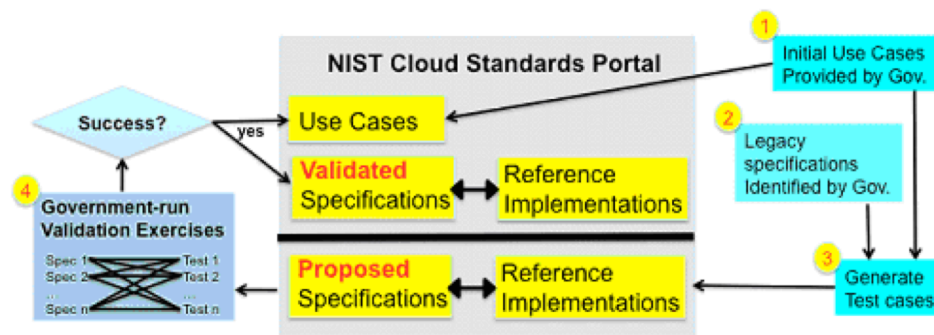 1
NIST Cloud Standards Portal
Initial Use Cases
Provided by Gov.
Success?
yes
Use Cases
2
Legacy
specifications
Identified by Gov.
Validated
Specifications
Reference
Implementations
4
Government-run
Validation Exercises
Spec 1 Test 1
Spec 2 Test 2
... ...
Spec n Test n
Proposed
Specifications
Reference
Implementations
3
Generate
Test cases